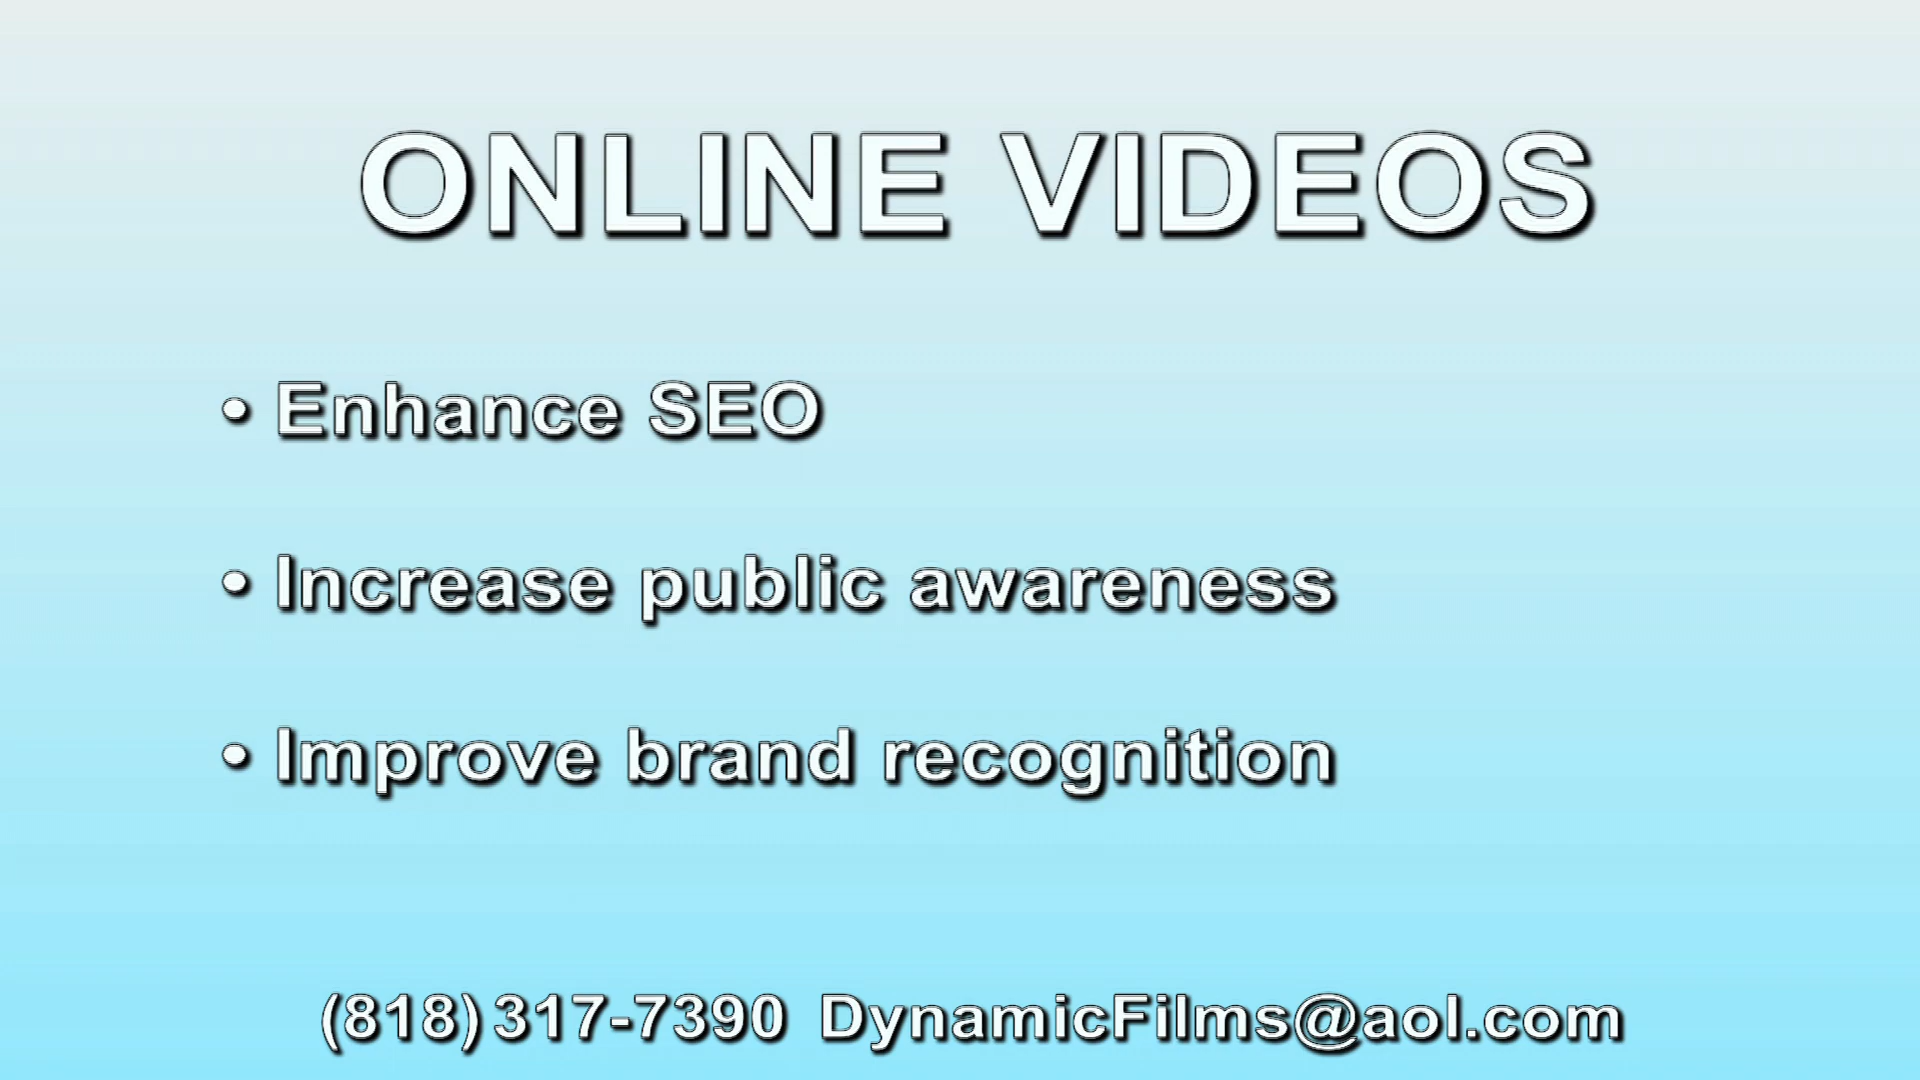 ONLINE VIDEOS
• Enhance SEO
• Increase public awareness
• Improve brand recognition
(818) 317-7390 DynamicFilms@aol.com